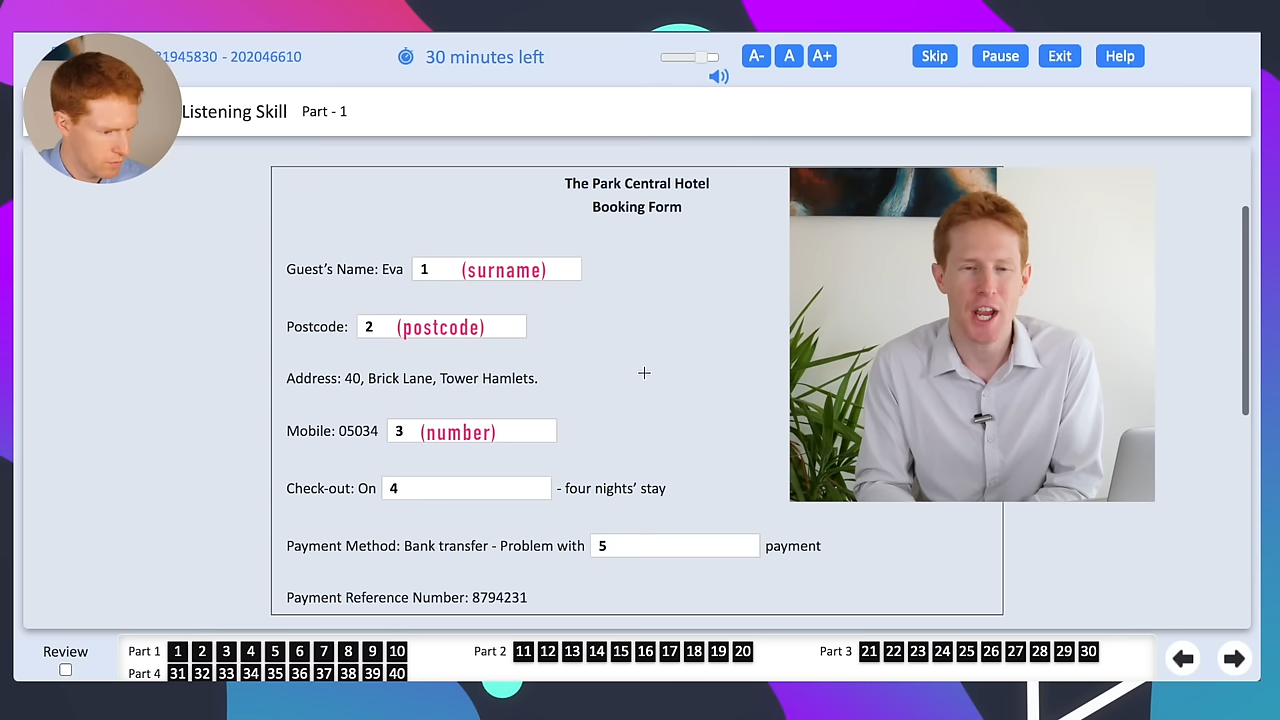 31945830 - 202046610
30 minutes left
A- A A+
Skip Pause Exit Help
Listening Skill Part - 1
The Park Central Hotel
Booking Form
Guest's Name: Eva 1 (surname)
Postcode: 2 (postcode)
Address: 40, Brick Lane, Tower Hamlets.
Mobile: 05034 3 (number)
Check-out: On 4 - four nights' stay
Payment Method: Bank transfer - Problem with 5 payment
Payment Reference Number: 8794231
Review
Part 1 1 2 3 4 5 6 7 8 9 10 Part 2 11 12 13 14 15 16 17 18 19 20 Part 3 21 22 23 24 25 26 27 28 29 30
Part 4 31 32 33 34 35 36 37 38 39 40